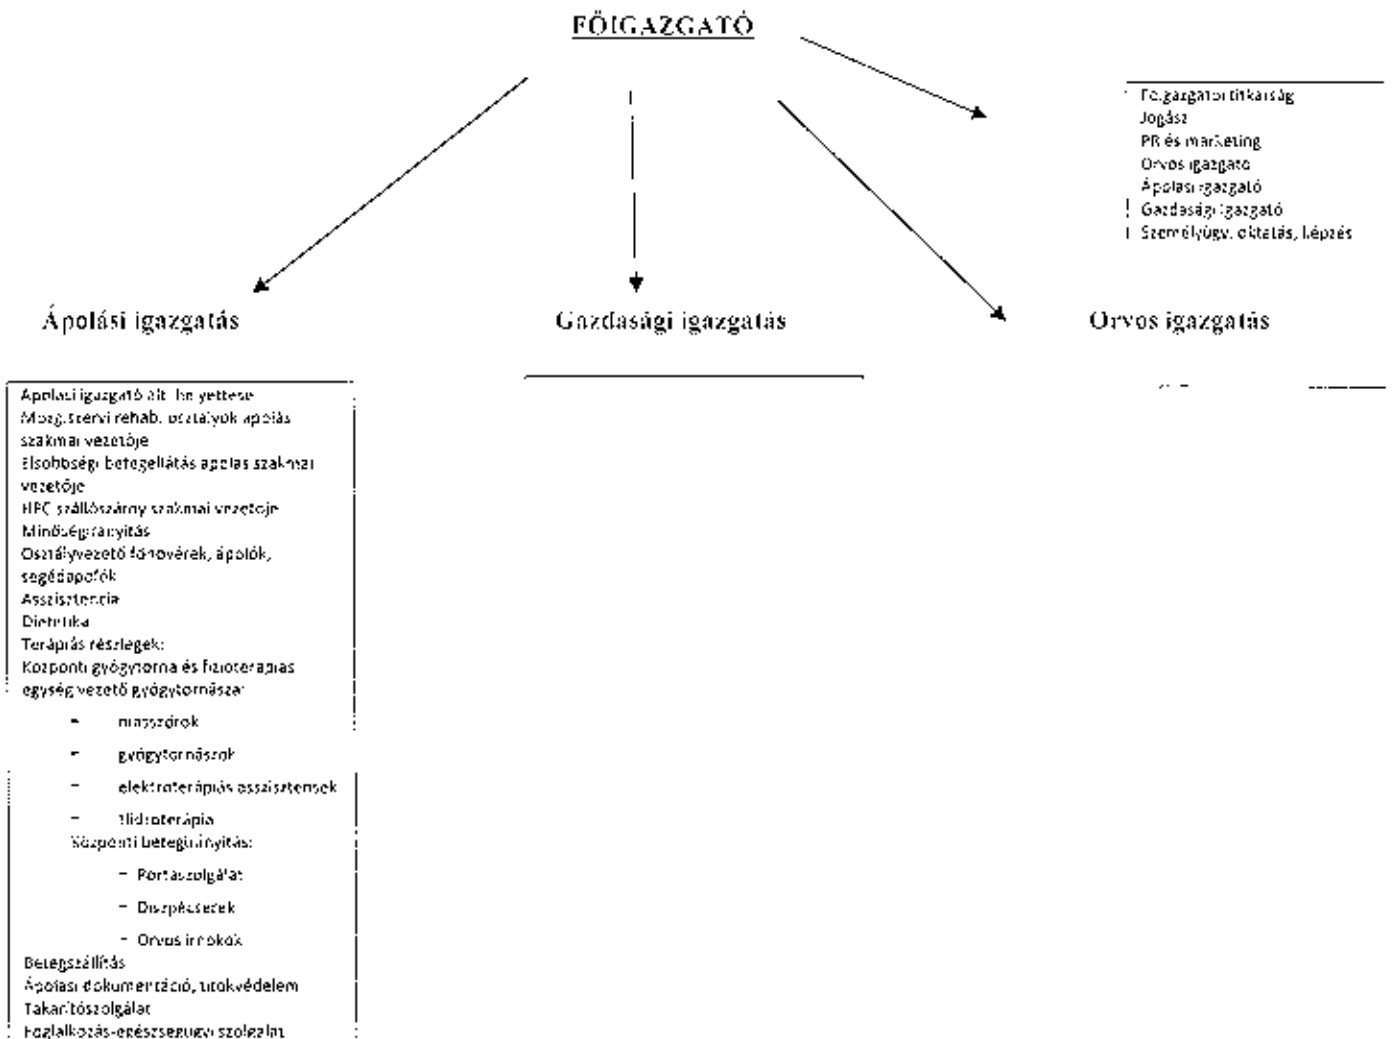 FŐIGAZGATÓ
Főigazgatói titkárság
Jogász
PR és marketing
Orvos igazgató
Ápolási igazgató
Gazdasági igazgató
Személyügy, oktatás, képzés
Ápolási igazgatás
Gazdasági igazgatás
Orvos igazgatás
Ápolási igazgató ált. helyettese
Mozgásszervi rehab. osztályok ápolás
szakmai vezetője
Elsőbbségi betegellátás ápolás szakmai
vezetője
szállószárny szakmai vezetője
Minőségirányítás
Osztályvezető főnővérek, ápolók,
segédápolók
Asszisztencia
Dietetika
Terápiás részlegek:
Központi gyógytorna és fizioterápiás
egység vezető gyógytornásza:
- masszőrök
- gyógytornászok
- elektroterápiás asszisztensek
- Hidroterápia
Központi betegirányítás:
- Portaszolgálat
- Diszpécserek
- Orvos írnokok
Betegszállítás
Ápolási dokumentáció, titokvédelem
Takarítószolgálat
Foglalkozás-egészségügyi szolgálat